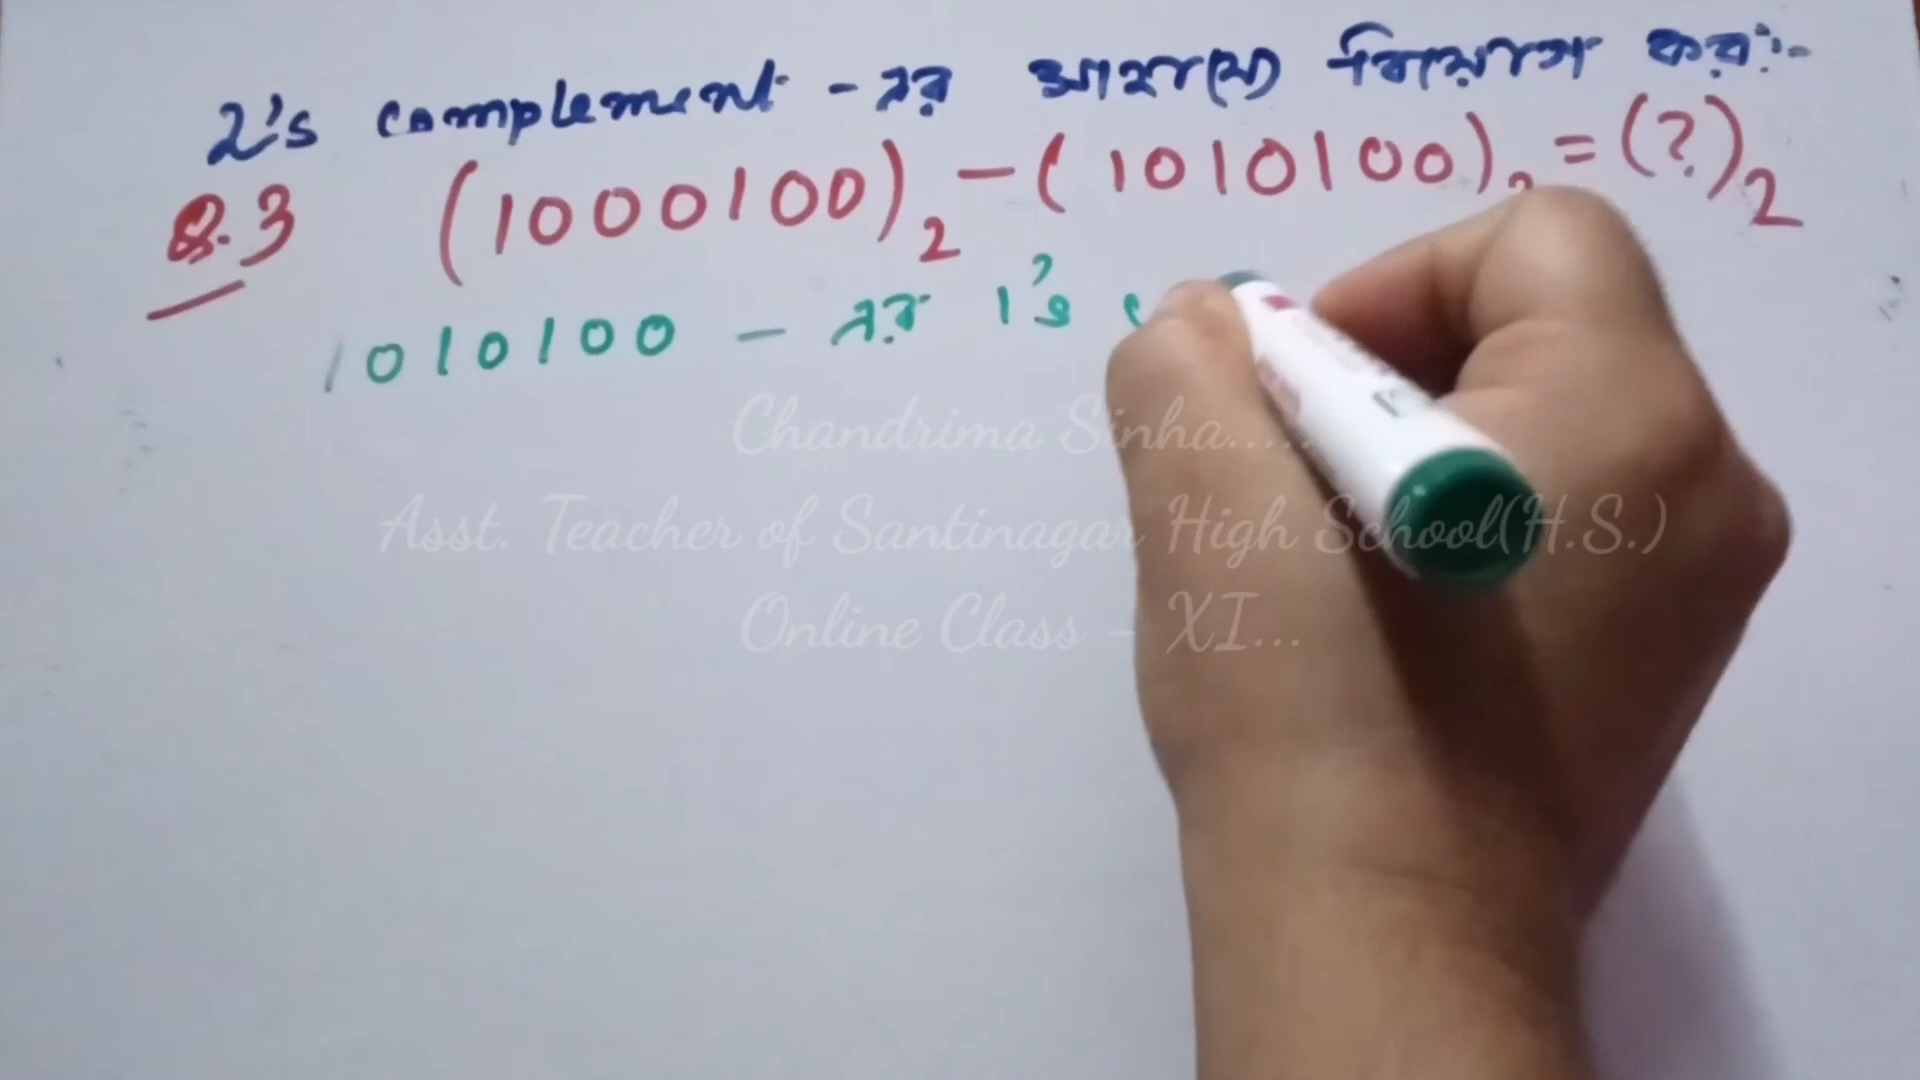 2's complement - এর সাহায্যে বিয়োগ কর :-
Q.3 (1000100)₂ - (1010100)₂ = (?)₂
1010100 - এর 1's c
Chandrima Sinha.....
Asst. Teacher of Santinagar High School(H.S.)
Online Class - XI...